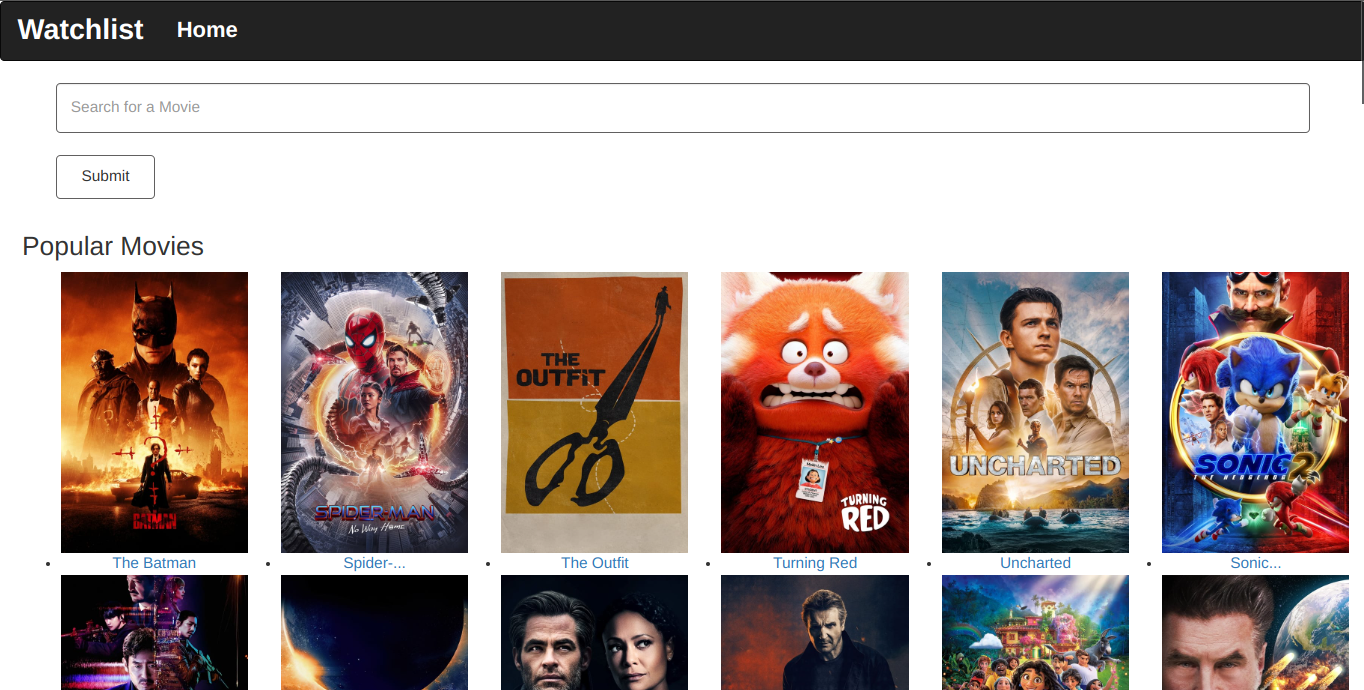 Watchlist Home
Search for a Movie
Submit
Popular Movies
THE BATMAN
SPIDER-MAN
No Way Home
THE
OUTFIT
TURNING
RED
UNCHARTED
SONIC 2
THE HEDGEHOG
The Batman Spider-... The Outfit Turning Red Uncharted Sonic...